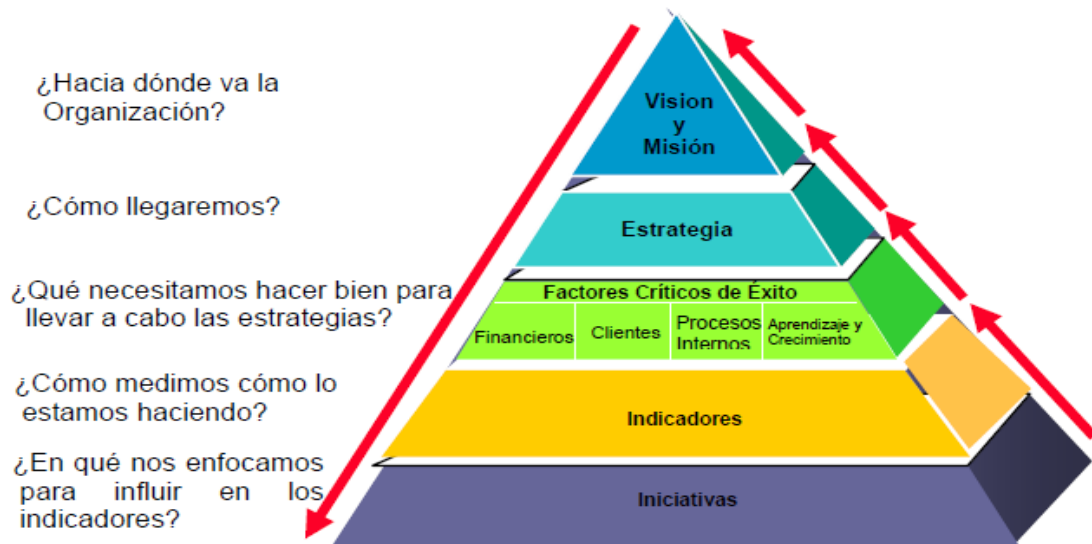 ¿Hacia dónde va la
Organización?
Vision
y
Misión
¿Cómo llegaremos?
Estrategia
¿Qué necesitamos hacer bien para
llevar a cabo las estrategias?
Factores Críticos de Éxito
Financieros
Clientes
Procesos
Internos
Aprendizaje y
Crecimiento
¿Cómo medimos cómo lo
estamos haciendo?
Indicadores
¿En qué nos enfocamos
para influir en los
indicadores?
Iniciativas